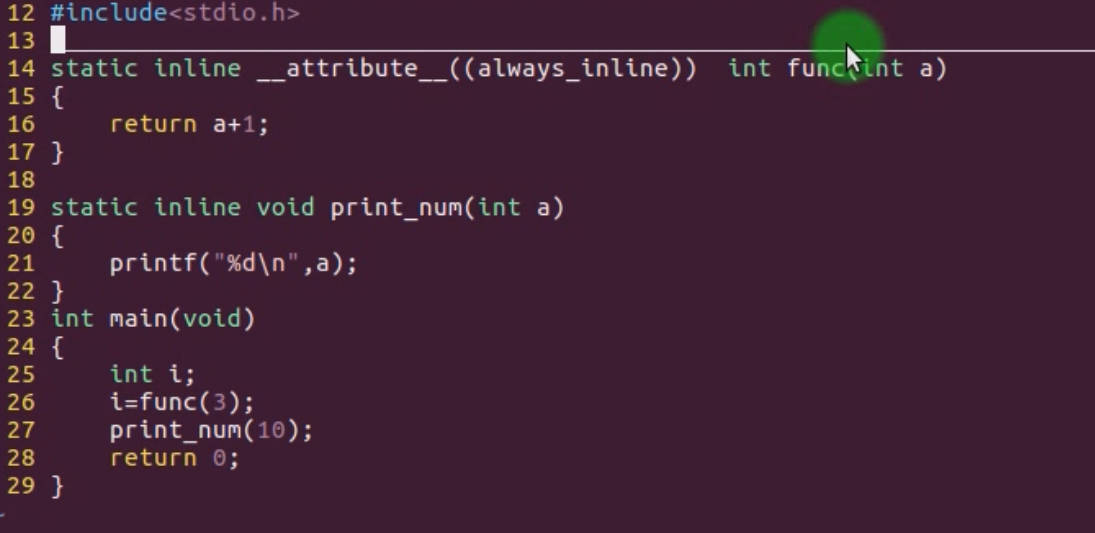 12 #include<stdio.h>
13
14 static inline __attribute__((always_inline))  int func(int a)
15 {
16     return a+1;
17 }
18
19 static inline void print_num(int a)
20 {
21     printf("%d\n",a);
22 }
23 int main(void)
24 {
25     int i;
26     i=func(3);
27     print_num(10);
28     return 0;
29 }